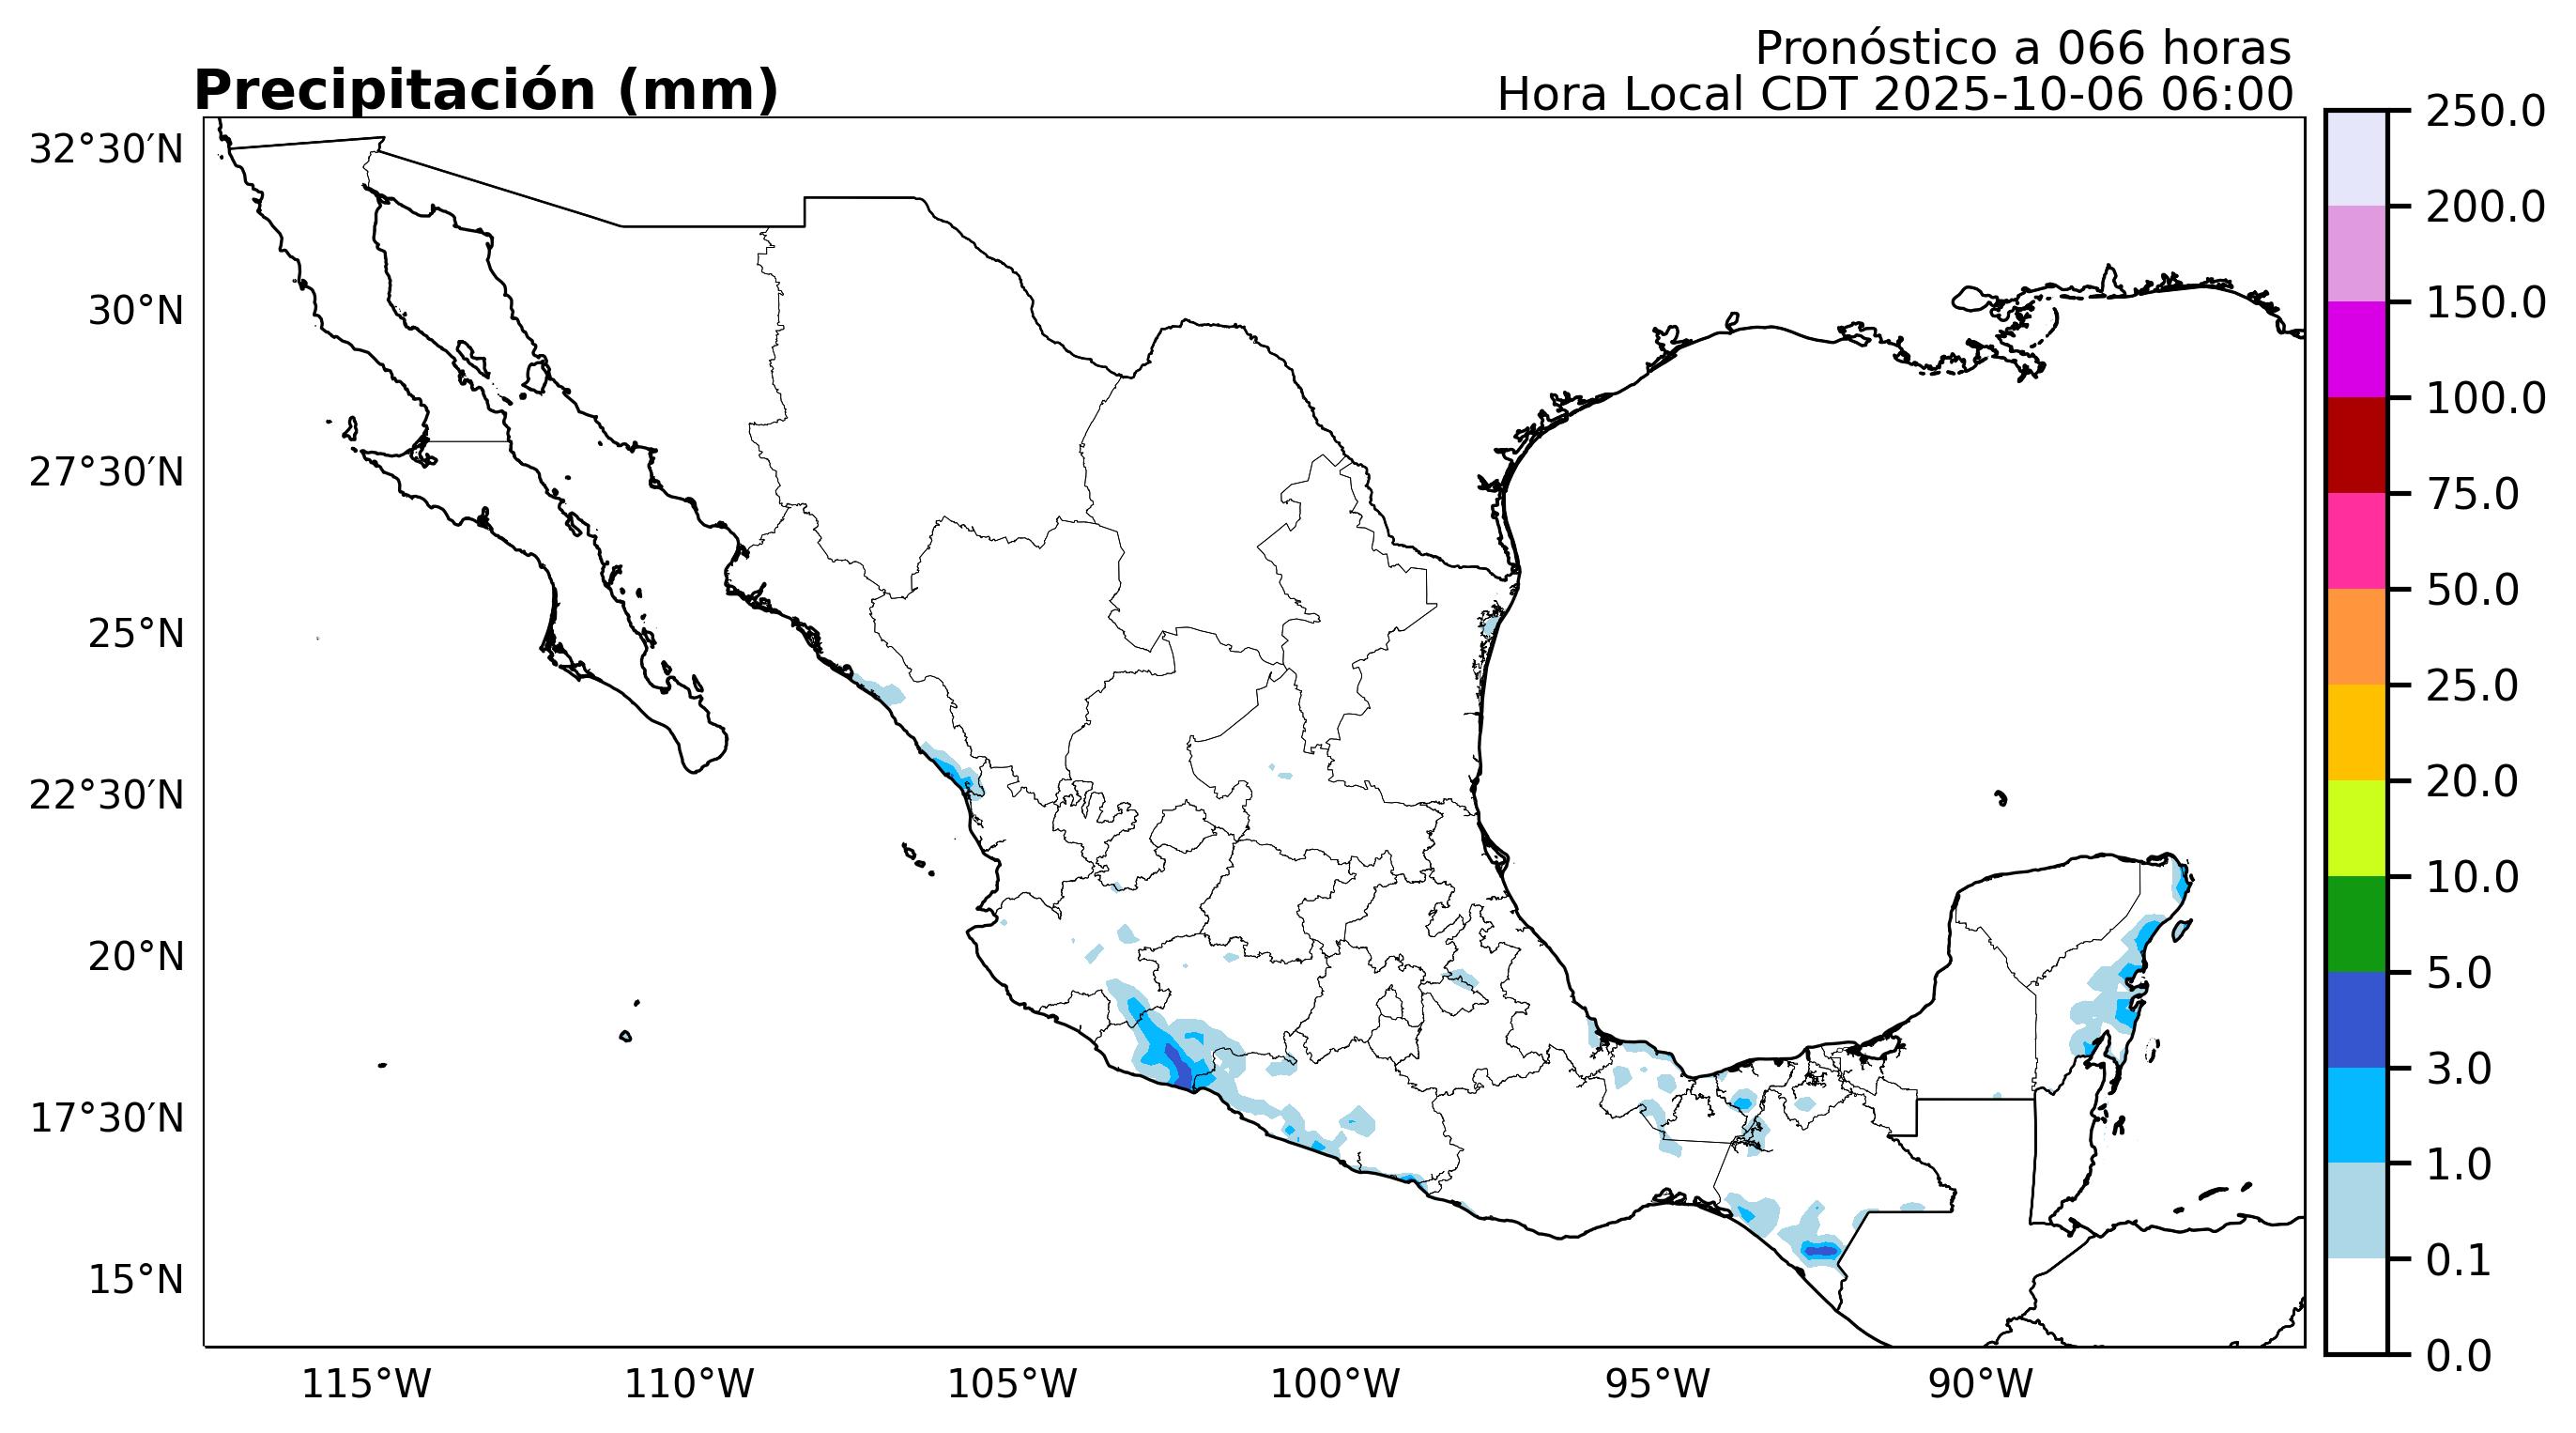 Pronóstico a 066 horas
Precipitación (mm)
Hora Local CDT 2025-10-06 06:00
32°30′N
30°N
27°30′N
25°N
22°30′N
20°N
17°30′N
15°N
115°W
110°W
105°W
100°W
95°W
90°W
250.0
200.0
150.0
100.0
75.0
50.0
25.0
20.0
10.0
5.0
3.0
1.0
0.1
0.0